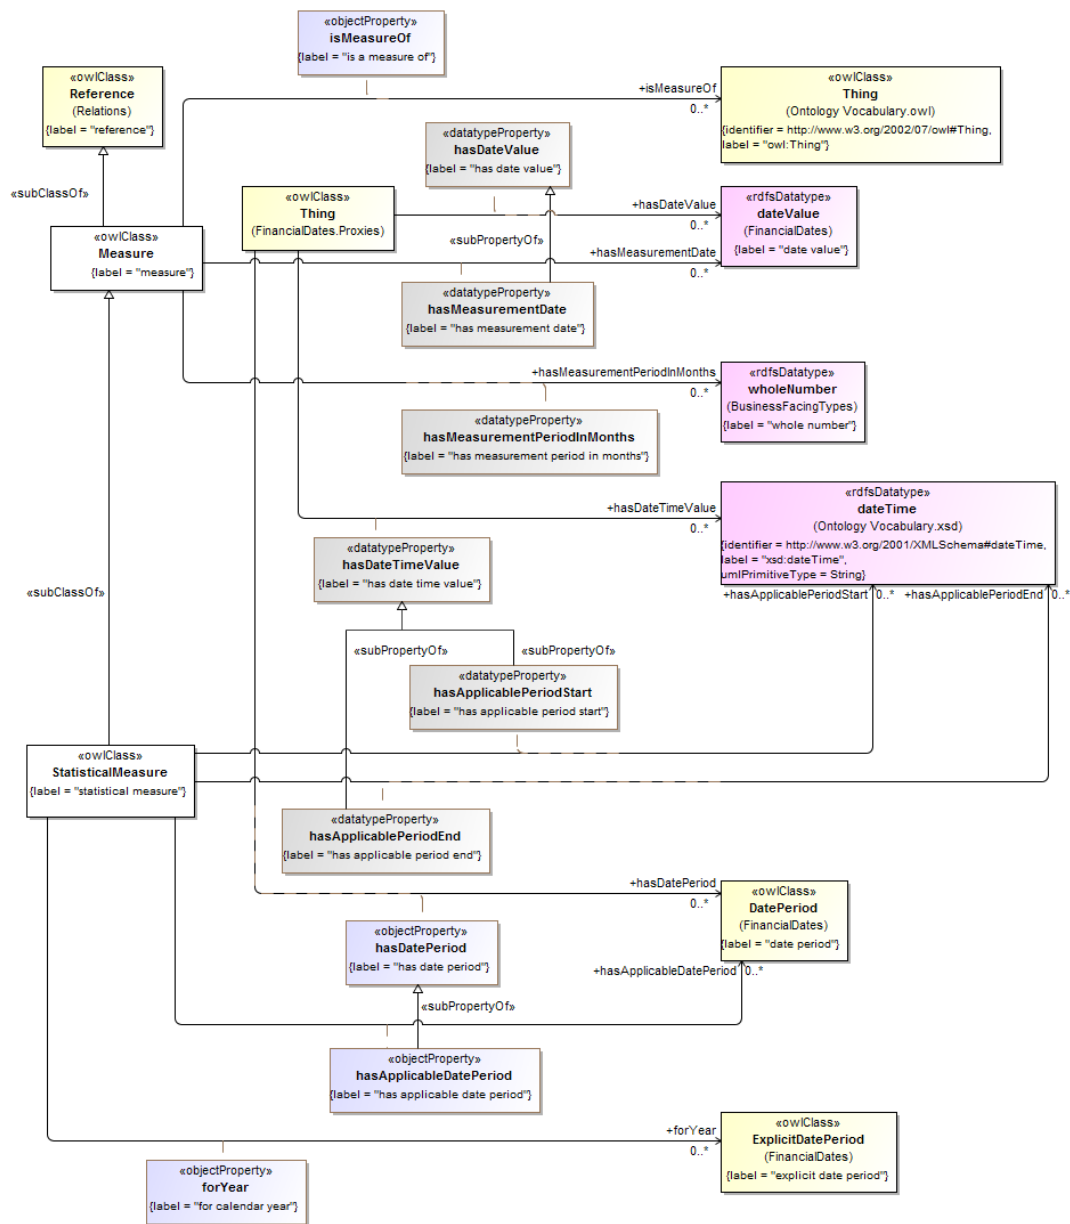 «objectProperty»
isMeasureOf
{label = "is a measure of"}
«owlClass»
Reference
(Relations)
{label = "reference"}
+isMeasureOf
0..*
«owlClass»
Thing
(Ontology Vocabulary.owl)
{identifier = http://www.w3.org/2002/07/owl#Thing,
label = "owl:Thing"}
«datatypeProperty»
hasDateValue
{label = "has date value"}
«subClassOf»
«owlClass»
Thing
(FinancialDates.Proxies)
+hasDateValue
0..*
«rdfsDatatype»
dateValue
(FinancialDates)
{label = "date value"}
«owlClass»
Measure
{label = "measure"}
«subPropertyOf»
+hasMeasurementDate
0..*
«datatypeProperty»
hasMeasurementDate
{label = "has measurement date"}
+hasMeasurementPeriodInMonths
0..*
«rdfsDatatype»
wholeNumber
(BusinessFacingTypes)
{label = "whole number"}
«datatypeProperty»
hasMeasurementPeriodInMonths
{label = "has measurement period in months"}
+hasDateTimeValue
0..*
«rdfsDatatype»
dateTime
(Ontology Vocabulary.xsd)
{identifier = http://www.w3.org/2001/XMLSchema#dateTime,
label = "xsd:dateTime",
umlPrimitiveType = String}
«datatypeProperty»
hasDateTimeValue
{label = "has date time value"}
«subClassOf»
+hasApplicablePeriodStart
0..*
+hasApplicablePeriodEnd
0..*
«subPropertyOf»
«subPropertyOf»
«datatypeProperty»
hasApplicablePeriodStart
{label = "has applicable period start"}
«owlClass»
StatisticalMeasure
{label = "statistical measure"}
«datatypeProperty»
hasApplicablePeriodEnd
{label = "has applicable period end"}
+hasDatePeriod
0..*
«owlClass»
DatePeriod
(FinancialDates)
{label = "date period"}
«objectProperty»
hasDatePeriod
{label = "has date period"}
+hasApplicableDatePeriod
0..*
«subPropertyOf»
«objectProperty»
hasApplicableDatePeriod
{label = "has applicable date period"}
+forYear
0..*
«owlClass»
ExplicitDatePeriod
(FinancialDates)
{label = "explicit date period"}
«objectProperty»
forYear
{label = "for calendar year"}